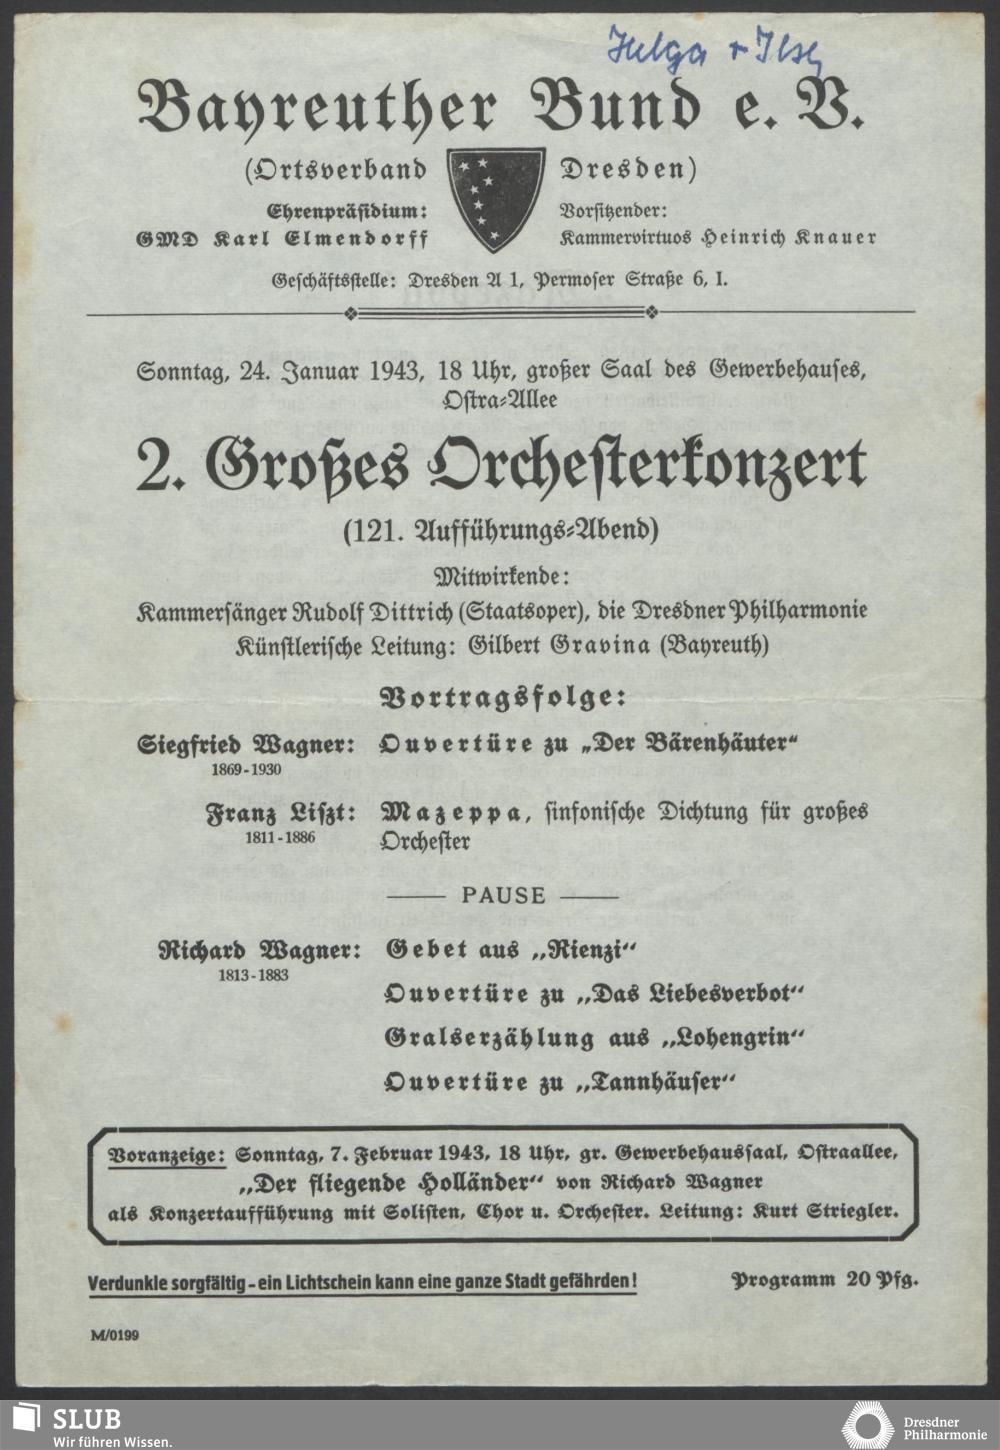 Helga + Ilse
Bayreuther Bund e. V.
(Ortsverband Dresden)
Ehrenpräsidium:
GMD Karl Elmendorff
Vorsitzender:
Kammervirtuos Heinrich Knauer
Geschäftsstelle: Dresden A 1, Permoser Straße 6, I.
Sonntag, 24. Januar 1943, 18 Uhr, großer Saal des Gewerbehauses,
Ostra-Allee
2. Großes Orchesterkonzert
(121. Aufführungs-Abend)
Mitwirkende:
Kammersänger Rudolf Dittrich (Staatsoper), die Dresdner Philharmonie
Künstlerische Leitung: Gilbert Gravina (Bayreuth)
Vortragsfolge:
Siegfried Wagner: Ouvertüre zu „Der Bärenhäuter“
1869-1930
Franz Liszt: Mazeppa, sinfonische Dichtung für großes
1811-1886 Orchester
PAUSE
Richard Wagner: Gebet aus „Rienzi“
1813-1883
Ouvertüre zu „Das Liebesverbot“
Gralserzählung aus „Lohengrin“
Ouvertüre zu „Tannhäuser“
Voranzeige: Sonntag, 7. Februar 1943, 18 Uhr, gr. Gewerbehaussaal, Ostraallee,
„Der fliegende Holländer“ von Richard Wagner
als Konzertaufführung mit Solisten, Chor u. Orchester. Leitung: Kurt Striegler.
Verdunkle sorgfältig – ein Lichtschein kann eine ganze Stadt gefährden! Programm 20 Pfg.
M/0199
SLUB
Wir führen Wissen.
Dresdner
Philharmonie